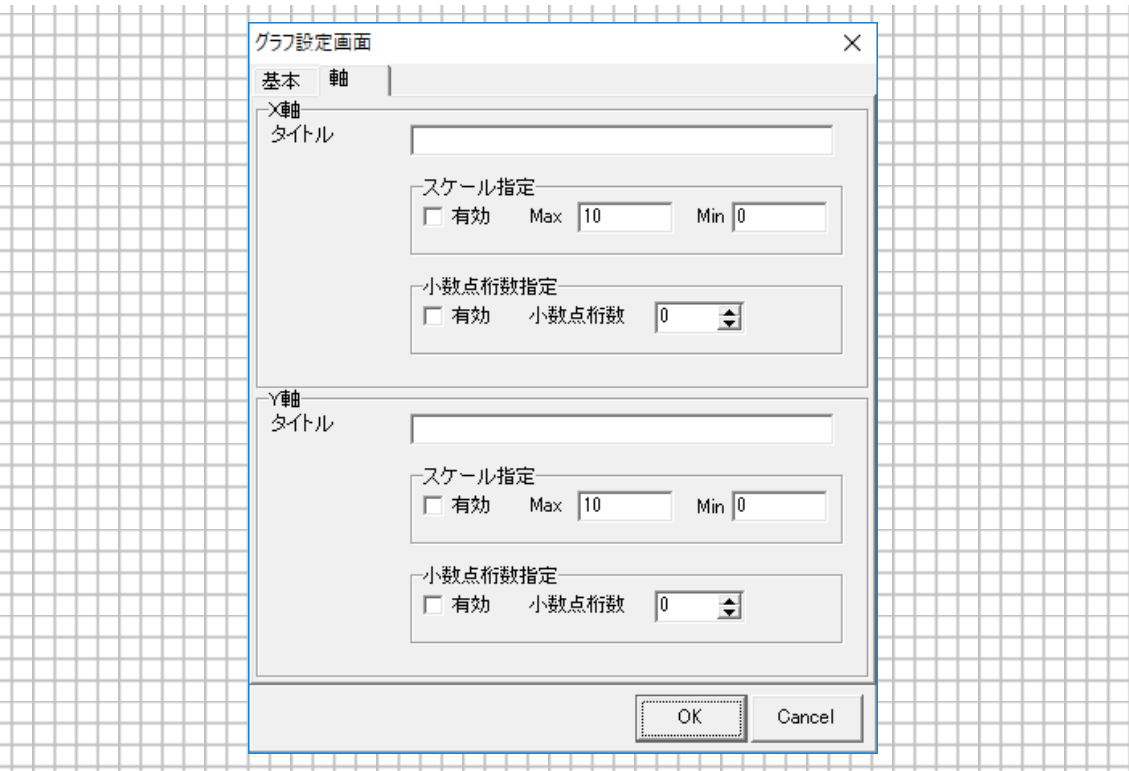 グラフ設定画面
基本 軸
X軸
タイトル
スケール指定
有効 Max 10 Min 0
小数点桁数指定
有効 小数点桁数 0
Y軸
タイトル
スケール指定
有効 Max 10 Min 0
小数点桁数指定
有効 小数点桁数 0
OK Cancel